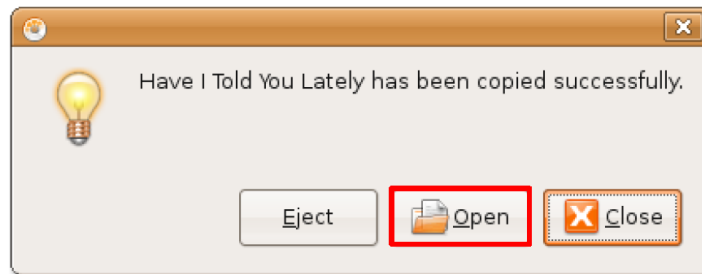 Have I Told You Lately has been copied successfully.
Eject Open Close